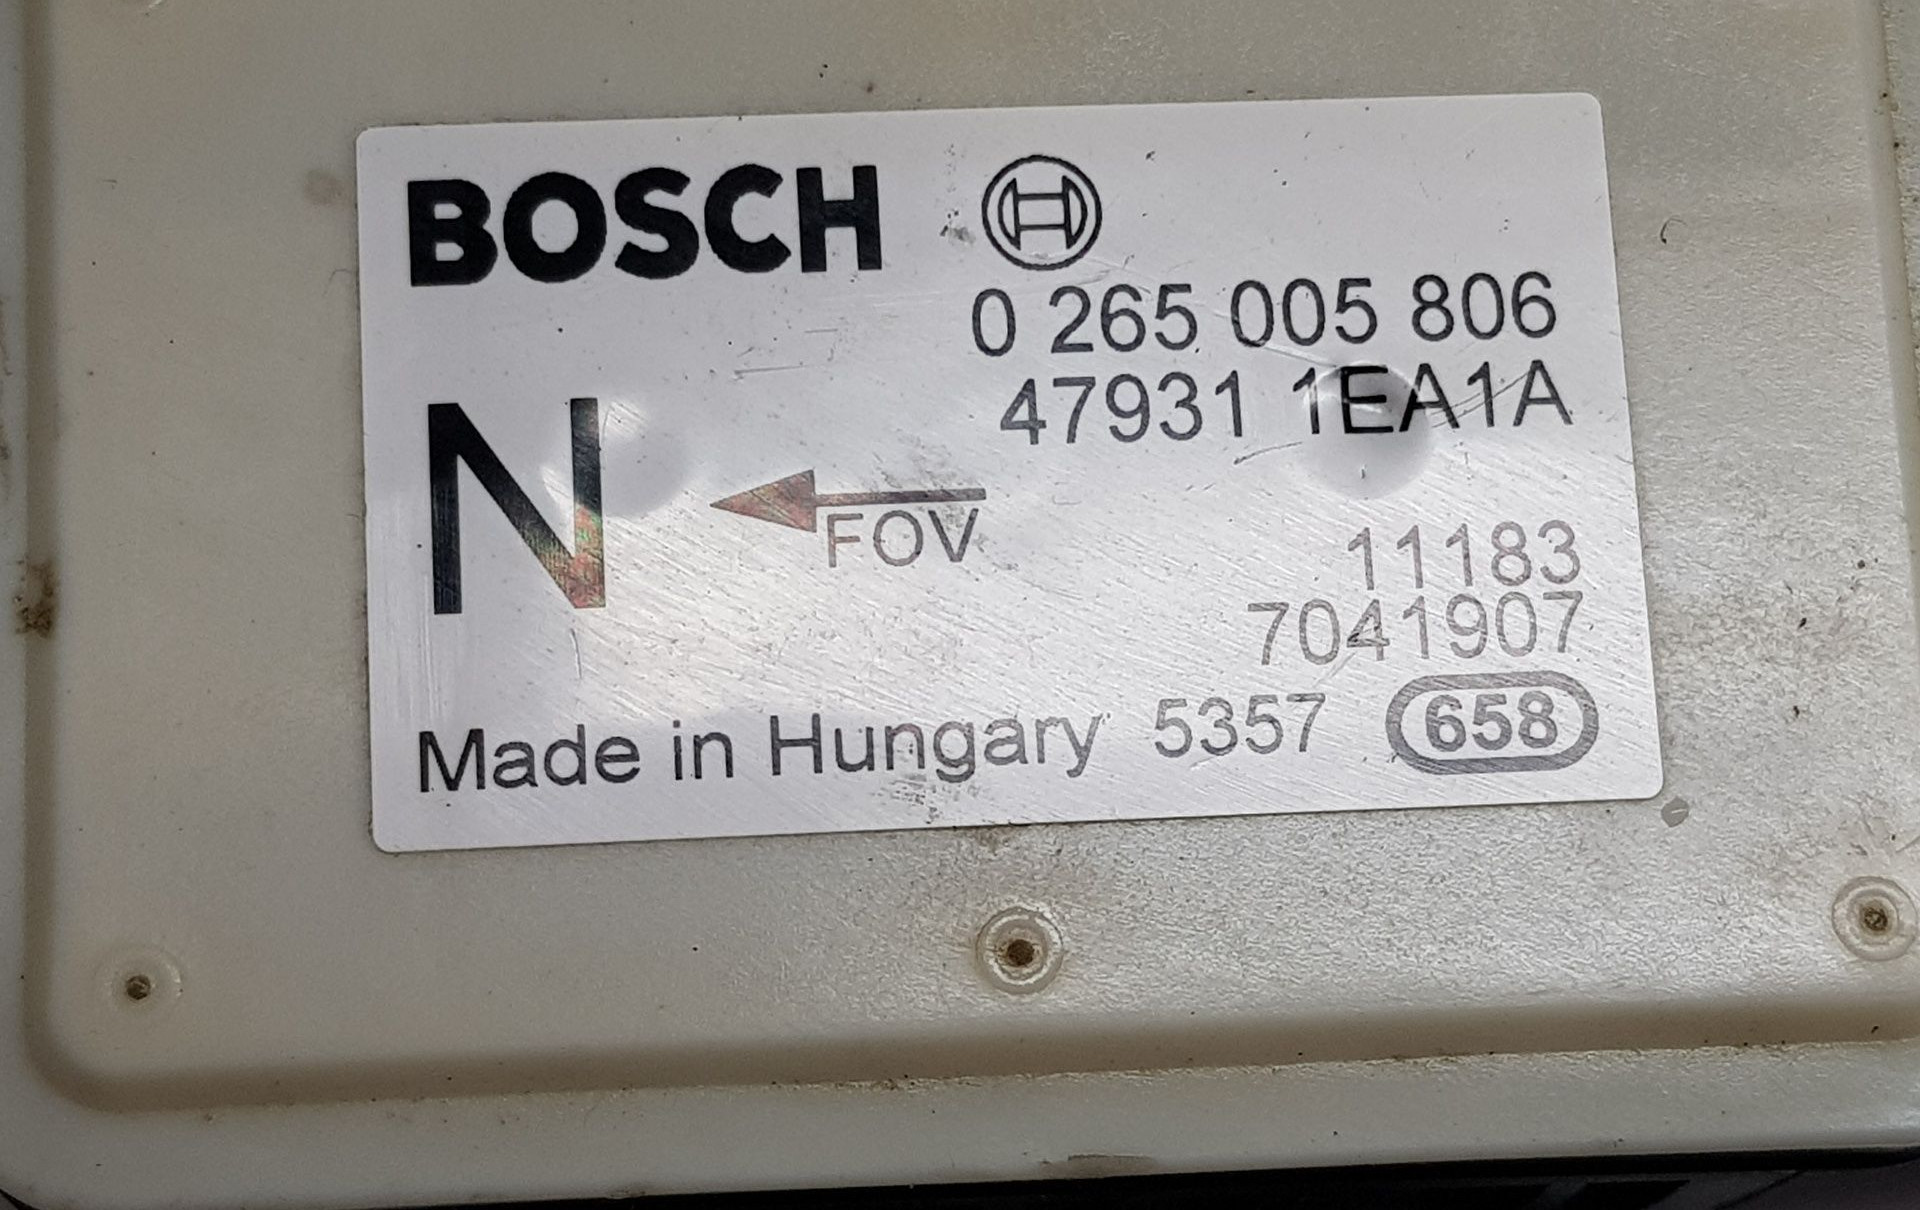 BOSCH
0 265 005 806
47931 1EA1A
N
FOV
11183
7041907
Made in Hungary 5357 658